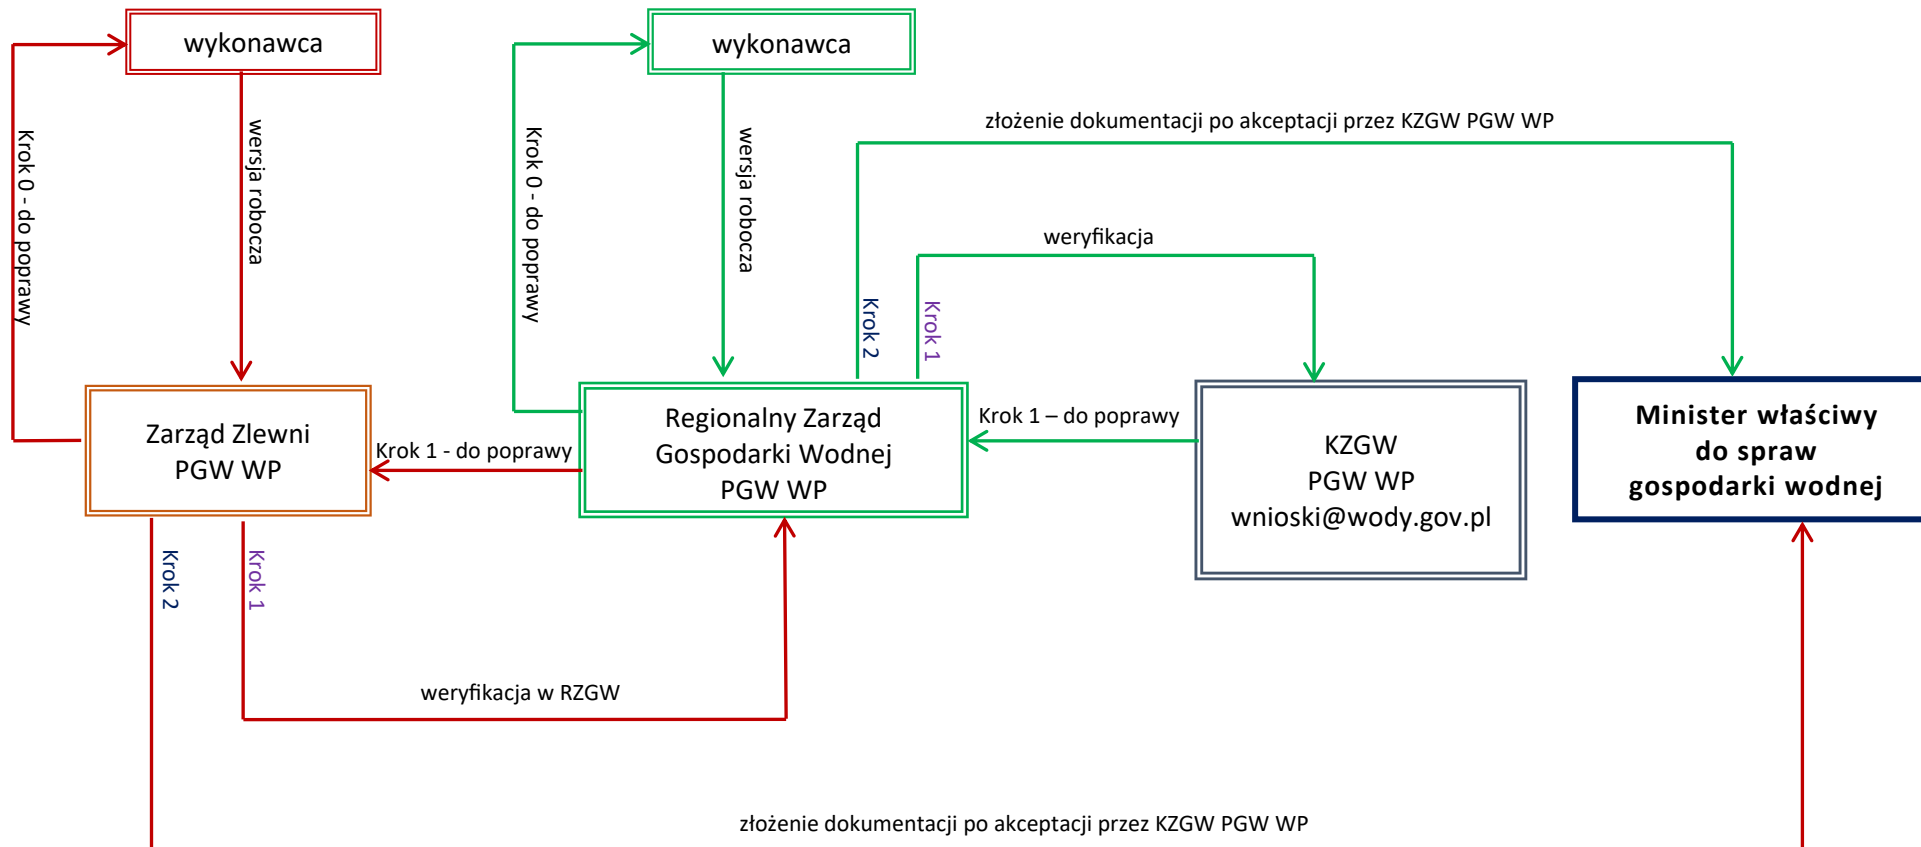 wykonawca
wykonawca
Krok 0 - do poprawy
wersja robocza
Krok 0 - do poprawy
wersja robocza
złożenie dokumentacji po akceptacji przez KZGW PGW WP
weryfikacja
Krok 2
Krok 1
Zarząd Zlewni
PGW WP
Krok 1 - do poprawy
Regionalny Zarząd
Gospodarki Wodnej
PGW WP
Krok 1 – do poprawy
KZGW
PGW WP
wnioski@wody.gov.pl
Minister właściwy
do spraw
gospodarki wodnej
Krok 2
Krok 1
weryfikacja w RZGW
złożenie dokumentacji po akceptacji przez KZGW PGW WP